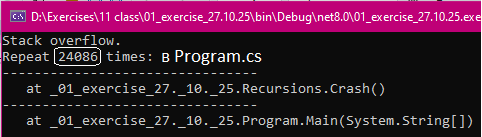 D:\Exercises\11 class\01_exercise_27.10.25\bin\Debug\net8.0\01_exercise_27.10.25.exe
Stack overflow.
Repeat 24086 times: в Program.cs
--------------------------------
at _01_exercise_27._10._25.Recursions.Crash()
--------------------------------
at _01_exercise_27._10._25.Program.Main(System.String[])